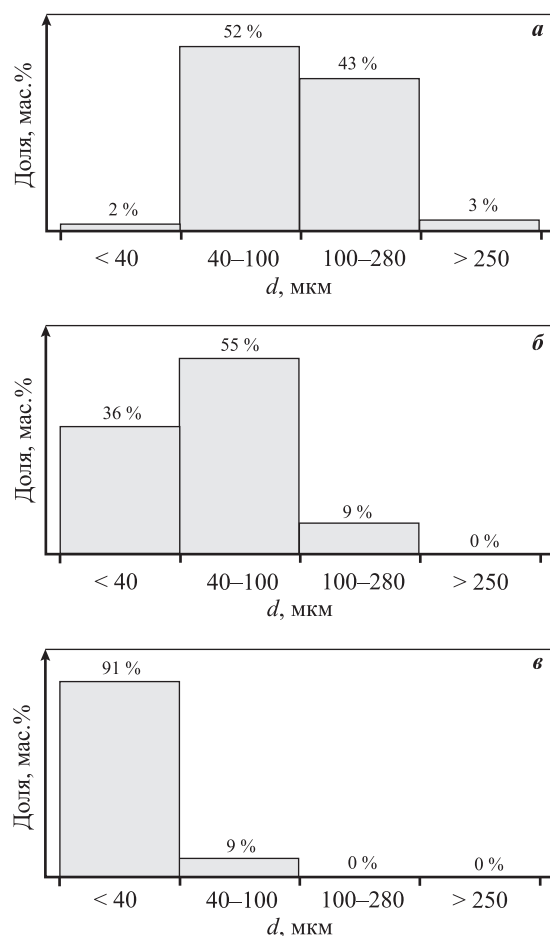 а
Доля, мас.%
52 %
43 %
2 %
3 %
< 40
40–100
100–280
> 250
d, мкм
б
Доля, мас.%
55 %
36 %
9 %
0 %
< 40
40–100
100–280
> 250
d, мкм
в
Доля, мас.%
91 %
9 %
0 %
0 %
< 40
40–100
100–280
> 250
d, мкм